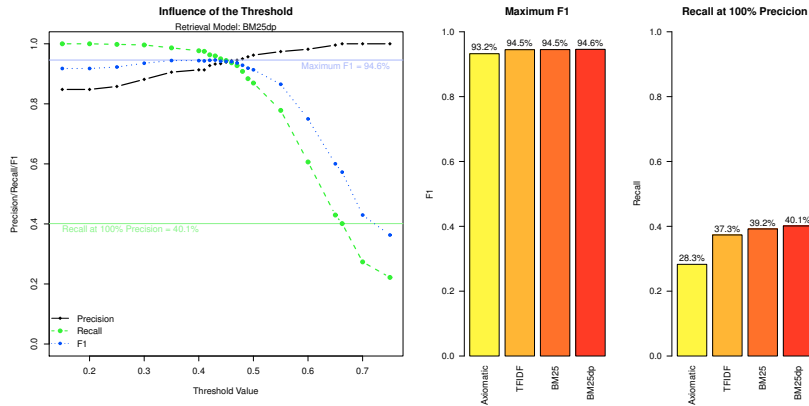 Influence of the Threshold
Retrieval Model: BM25dp
Precision/Recall/F1
1.0
0.8
0.6
0.4
0.2
0.0
Maximum F1 = 94.6%
Recall at 100% Precision = 40.1%
Precision
Recall
F1
0.2 0.3 0.4 0.5 0.6 0.7
Threshold Value
Maximum F1
F1
1.0
0.8
0.6
0.4
0.2
0.0
93.2% 94.5% 94.5% 94.6%
Axiomatic
TFIDF
BM25
BM25dp
Recall at 100% Precicion
Recall
1.0
0.8
0.6
0.4
0.2
0.0
28.3% 37.3% 39.2% 40.1%
Axiomatic
TFIDF
BM25
BM25dp